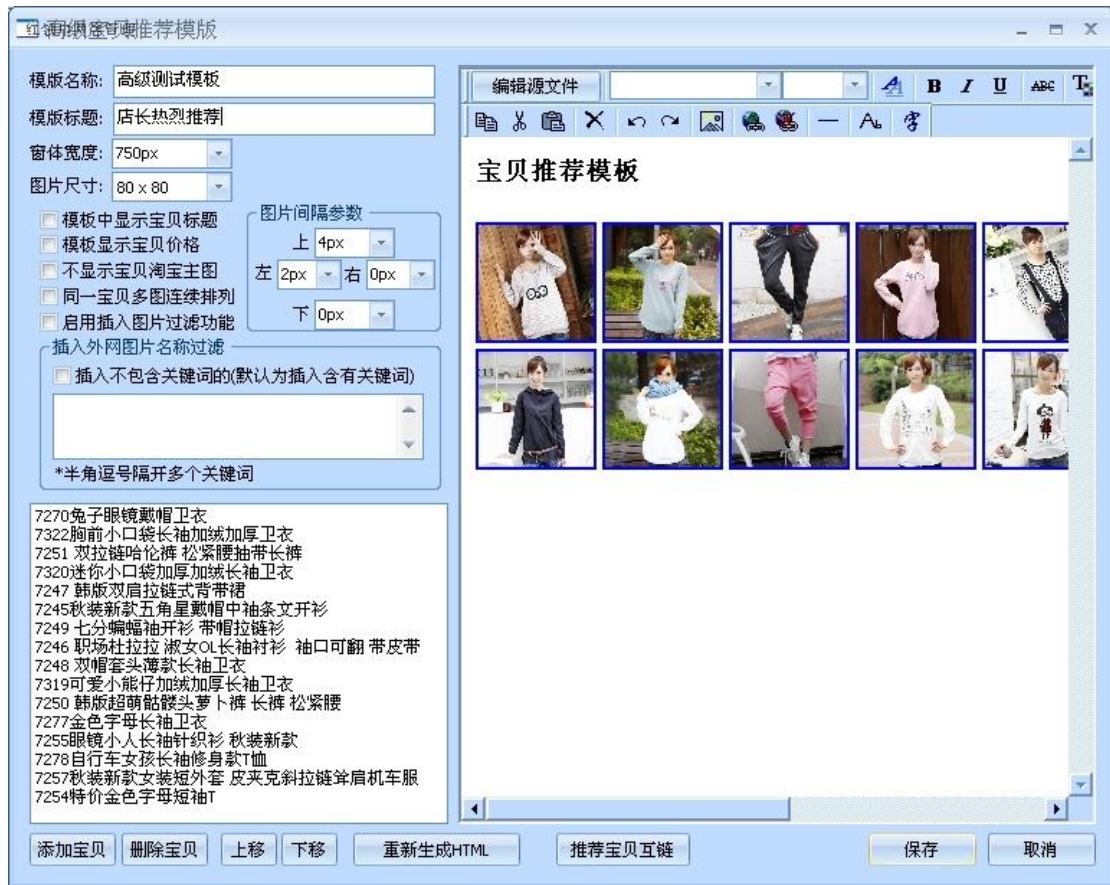 高级宝贝推荐模版
模版名称: 高级测试模板
模版标题: 店长热烈推荐
窗体宽度: 750px
图片尺寸: 80 x 80
模板中显示宝贝标题
模板显示宝贝价格
不显示宝贝淘宝主图
同一宝贝多图连续排列
启用插入图片过滤功能
图片间隔参数
上 4px
左 2px 右 0px
下 0px
插入外网图片名称过滤
插入不包含关键词的(默认为插入含有关键词)
*半角逗号隔开多个关键词
7270兔子眼镜戴帽卫衣
7322胸前小口袋长袖加绒加厚卫衣
7251 双拉链哈伦裤 松紧腰抽带长裤
7320迷你小口袋加厚加绒长袖卫衣
7247 韩版双肩拉链式背带裙
7245秋装新款五角星戴帽中袖条文开衫
7249 七分蝙蝠袖开衫 带帽拉链衫
7246 职场杜拉拉 淑女OL长袖衬衫 袖口可翻 带皮带
7248 双帽套头薄款长袖卫衣
7319可爱小熊仔加绒加厚长袖卫衣
7250 韩版超萌骷髅头萝卜裤 长裤 松紧腰
7277金色字母长袖卫衣
7255眼镜小人长袖针织衫 秋装新款
7278自行车女孩长袖修身款T恤
7257秋装新款女装短外套 皮夹克斜拉链耸肩机车服
7254特价金色字母短袖T
编辑源文件
A B I U ABC T
A 字
宝贝推荐模板
添加宝贝 删除宝贝 上移 下移 重新生成HTML 推荐宝贝互链 保存 取消